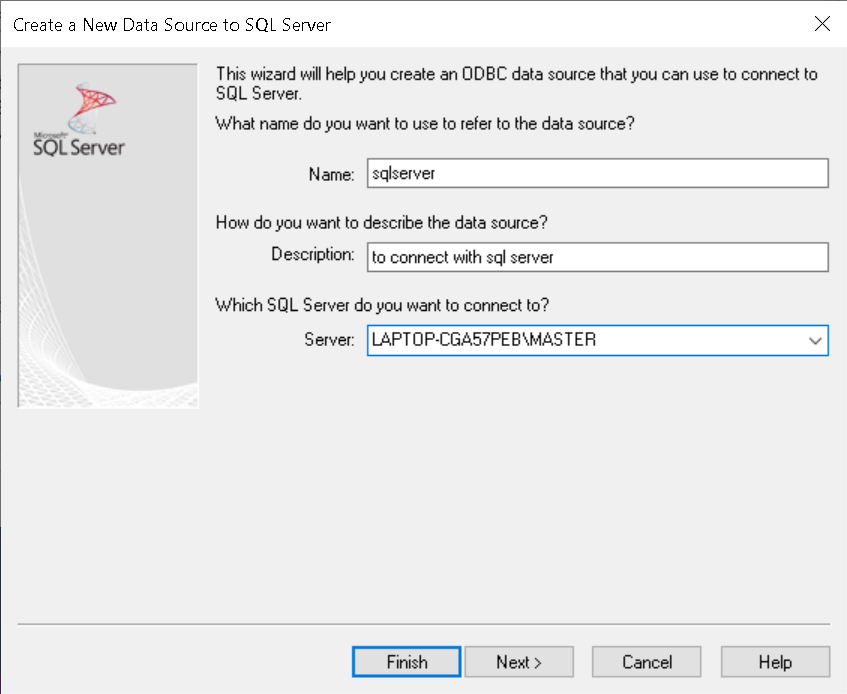 Create a New Data Source to SQL Server
Microsoft®
SQL Server
This wizard will help you create an ODBC data source that you can use to connect to
SQL Server.
What name do you want to use to refer to the data source?
Name: sqlserver
How do you want to describe the data source?
Description: to connect with sql server
Which SQL Server do you want to connect to?
Server: LAPTOP-CGA57PEB\MASTER
Finish Next > Cancel Help